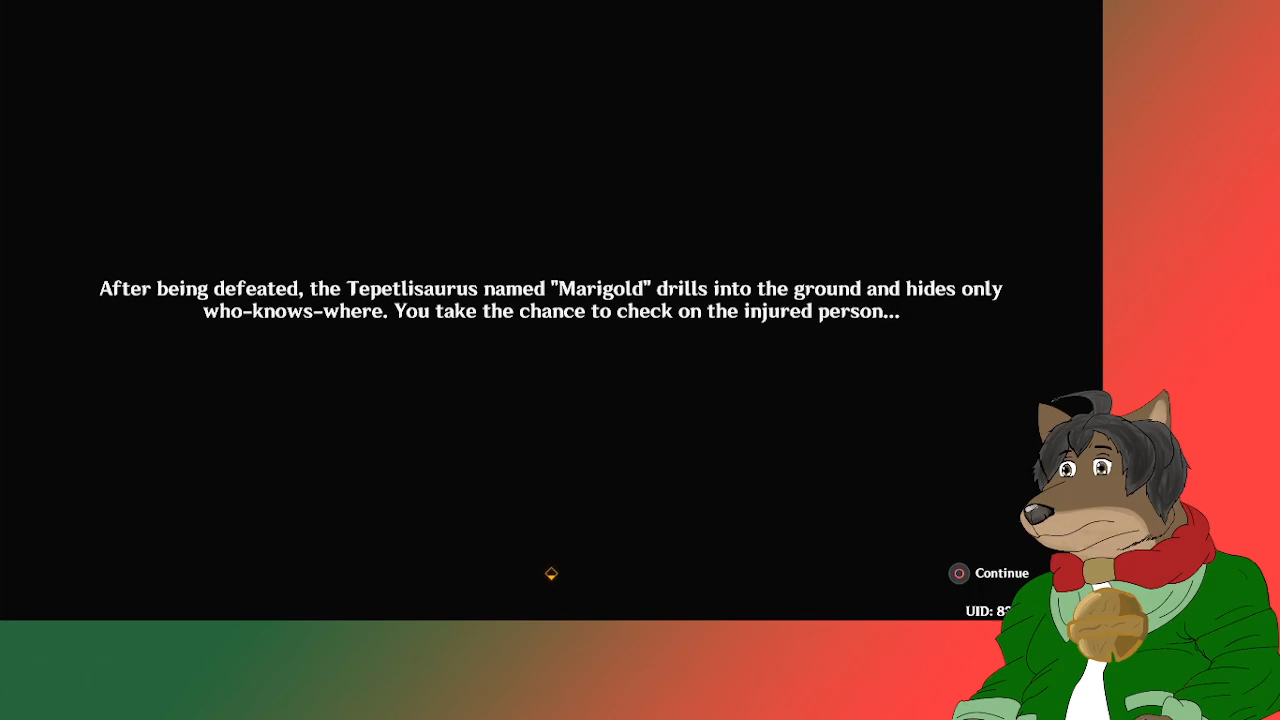 After being defeated, the Tepetlisaurus named "Marigold" drills into the ground and hides only
who-knows-where. You take the chance to check on the injured person...
Continue
UID: